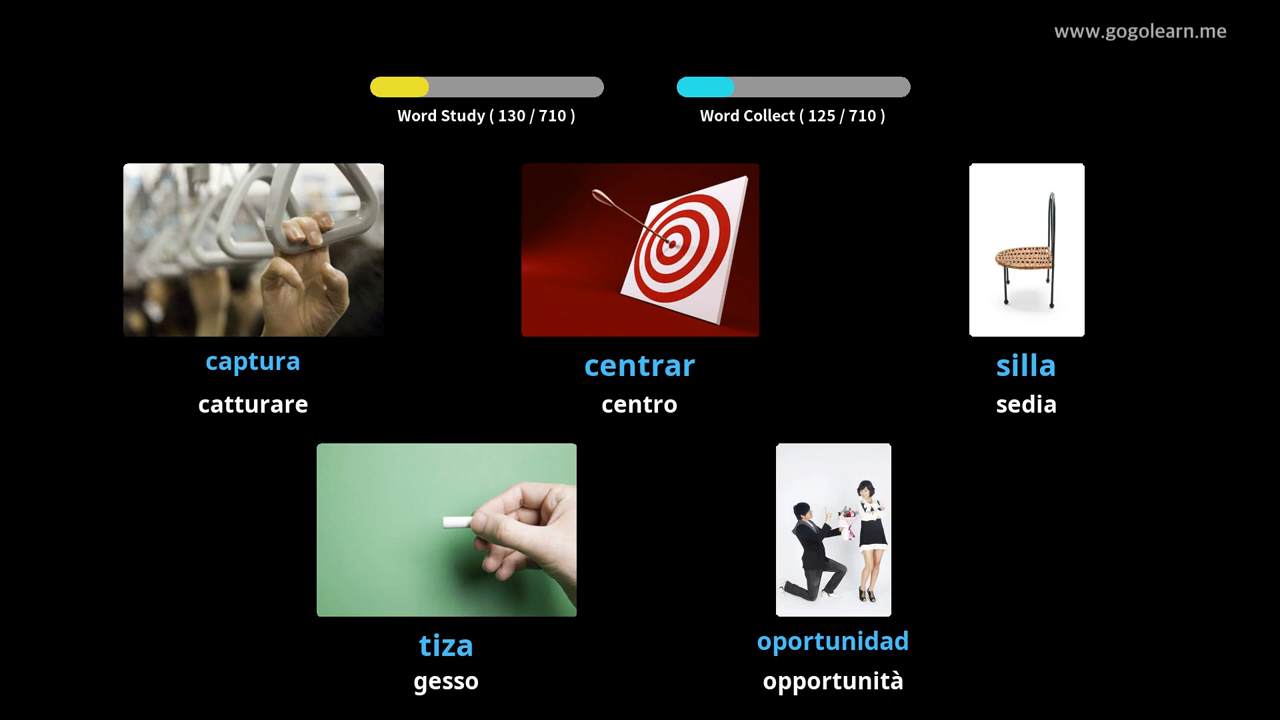 www.gogolearn.me
Word Study ( 130 / 710 )
Word Collect ( 125 / 710 )
captura
catturare
centrar
centro
silla
sedia
tiza
gesso
oportunidad
opportunità